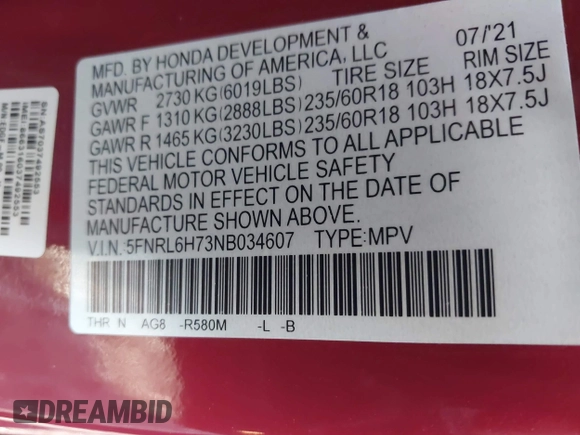 MFD. BY HONDA DEVELOPMENT & 07/'21
MANUFACTURING OF AMERICA, LLC
GVWR 2730 KG(6019LBS) TIRE SIZE RIM SIZE
GAWR F 1310 KG(2888LBS) 235/60R18 103H 18X7.5J
GAWR R 1465 KG(3230LBS) 235/60R18 103H 18X7.5J
THIS VEHICLE CONFORMS TO ALL APPLICABLE
FEDERAL MOTOR VEHICLE SAFETY
STANDARDS IN EFFECT ON THE DATE OF
MANUFACTURE SHOWN ABOVE.
V.I.N.:5FNRL6H73NB034607 TYPE:MPV
THR N AG8 -R580M -L -B
DREAMBID